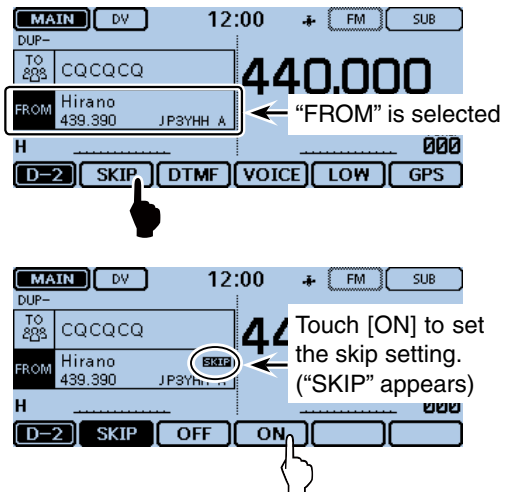 MAIN DV 12:00 FM SUB
DUP–
TO CQCQCQ 440.000
FROM Hirano
439.390 JP3YHH A
“FROM” is selected
H 000
D–2 SKIP DTMF VOICE LOW GPS
MAIN DV 12:00 FM SUB
DUP–
TO CQCQCQ 44
FROM Hirano SKIP
439.390 JP3YHH A
Touch [ON] to set
the skip setting.
(“SKIP” appears)
H 000
D–2 SKIP OFF ON